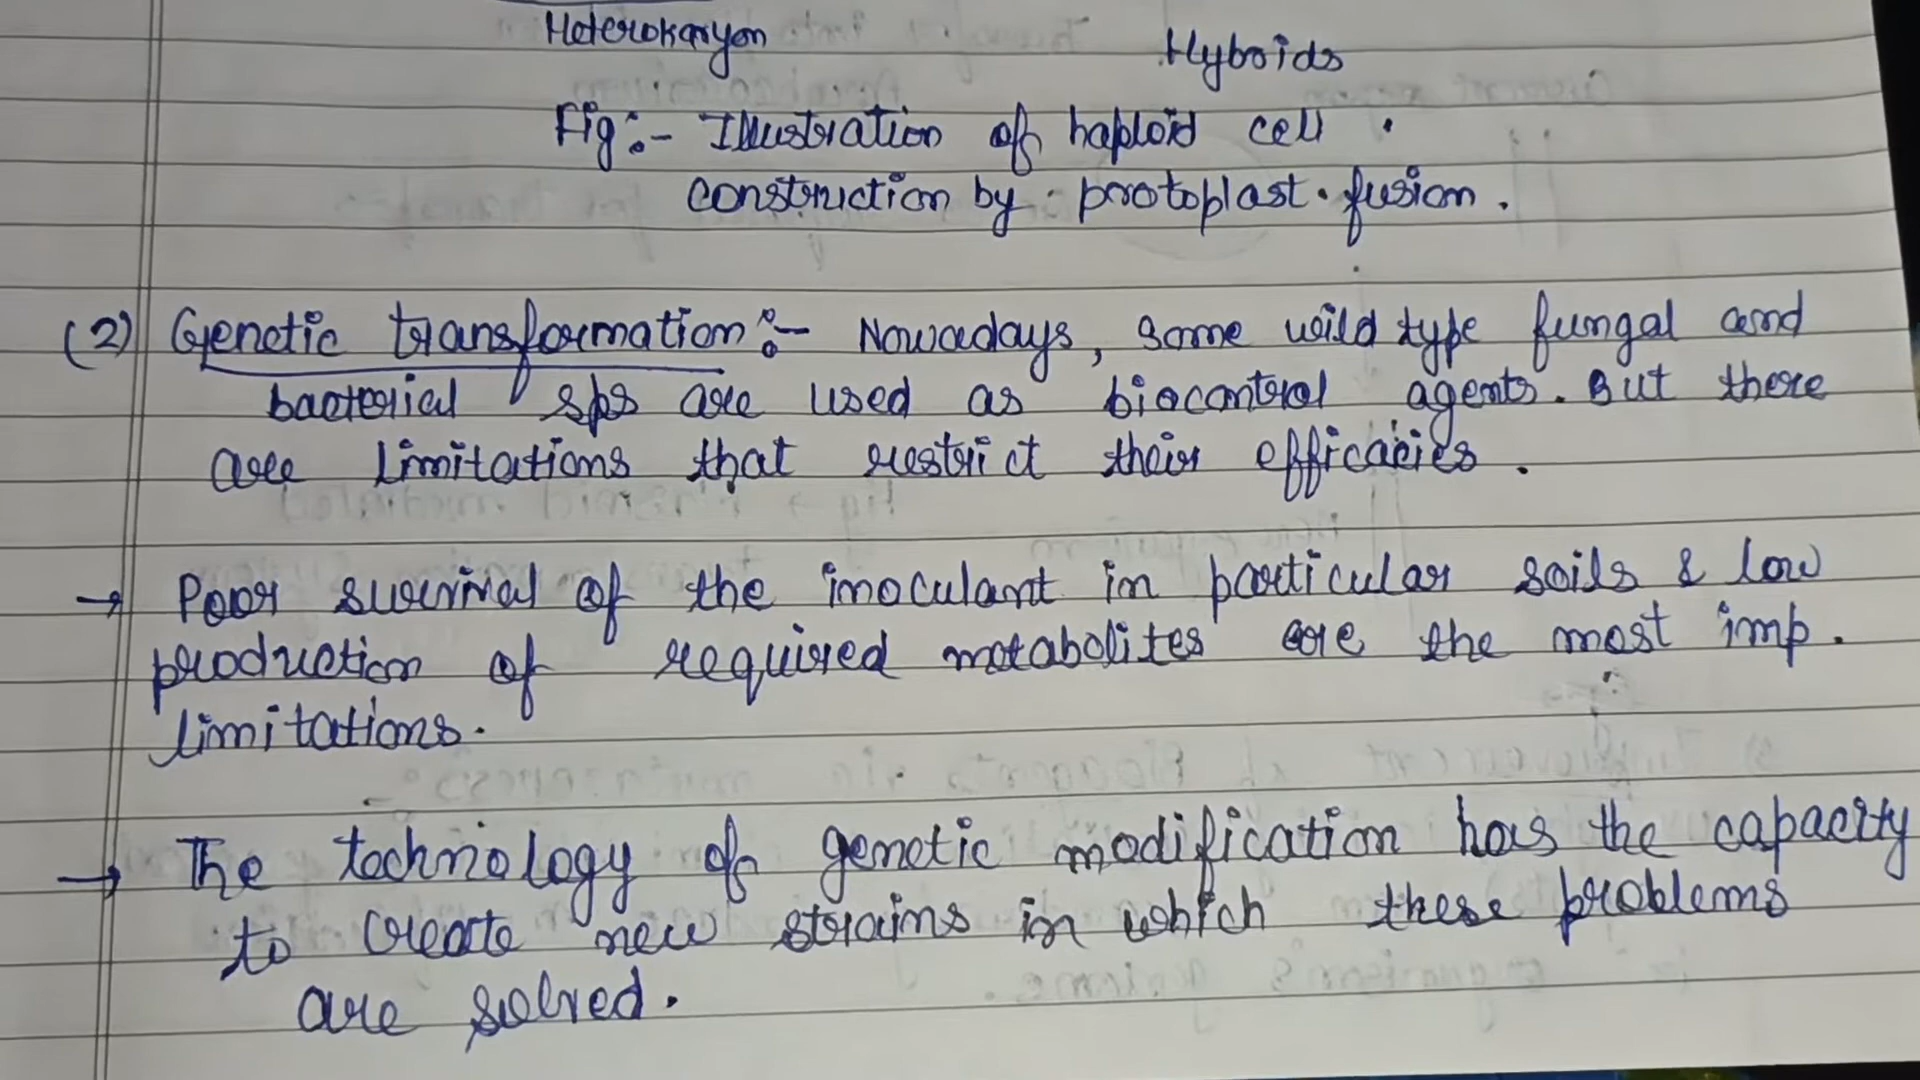 Heterokaryon Hybrids
Fig:- Illustration of haploid cell
construction by protoplast fusion.
(2) Genetic transformation:- Nowadays, some wild type fungal and
bacterial sps are used as biocontrol agents. But there
are limitations that restrict their efficacies.
→ Poor survival of the inoculant in particular soils & low
production of required metabolites are the most imp.
limitations.
→ The technology of genetic modification has the capacity
to create new strains in which these problems
are solved.